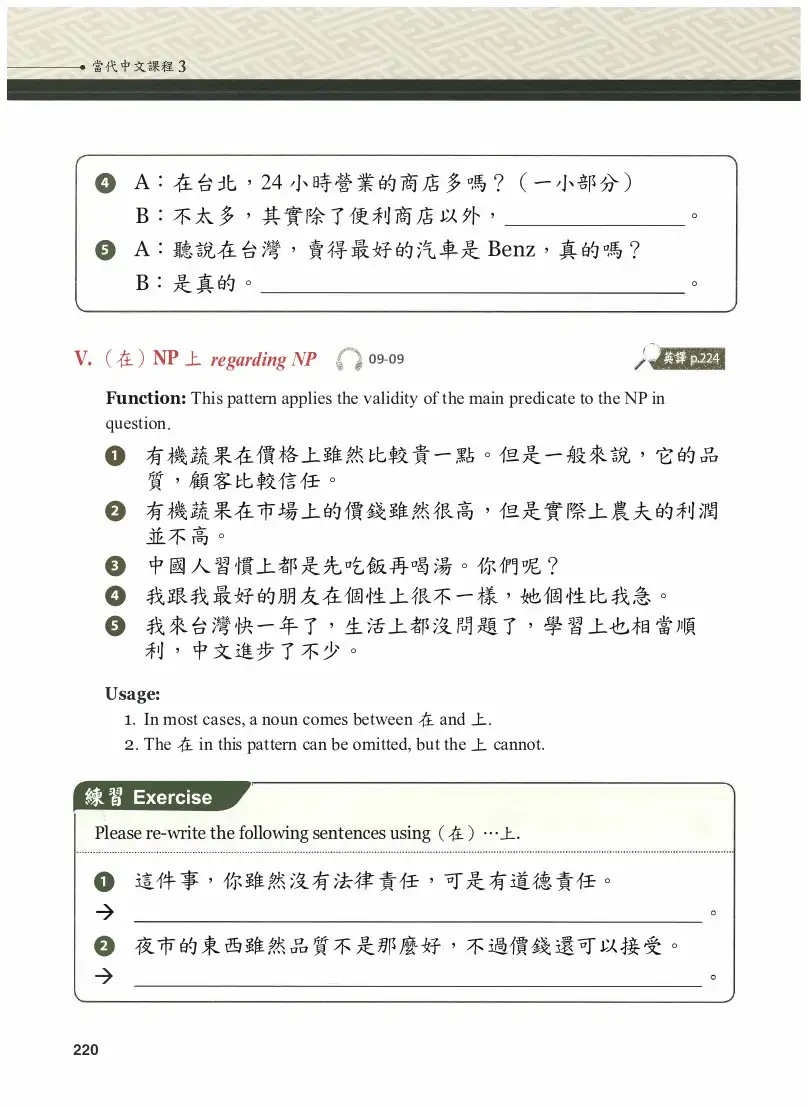 當代中文課程 3
4 A：在台北，24 小時營業的商店多嗎？（一小部分）
B：不太多，其實除了便利商店以外，＿＿＿＿＿＿＿＿。
5 A：聽說在台灣，賣得最好的汽車是 Benz，真的嗎？
B：是真的。＿＿＿＿＿＿＿＿＿＿＿＿＿＿＿＿＿＿。
V.（在）NP 上 regarding NP 09-09 英譯 p.224
Function: This pattern applies the validity of the main predicate to the NP in
question.
1 有機蔬果在價格上雖然比較貴一點。但是一般來說，它的品
質，顧客比較信任。
2 有機蔬果在市場上的價錢雖然很高，但是實際上農夫的利潤
並不高。
3 中國人習慣上都是先吃飯再喝湯。你們呢？
4 我跟我最好的朋友在個性上很不一樣，她個性比我急。
5 我來台灣快一年了，生活上都沒問題了，學習上也相當順
利，中文進步了不少。
Usage:
1. In most cases, a noun comes between 在 and 上.
2. The 在 in this pattern can be omitted, but the 上 cannot.
練習 Exercise
Please re-write the following sentences using（在）…上.
1 這件事，你雖然沒有法律責任，可是有道德責任。
→ ＿＿＿＿＿＿＿＿＿＿＿＿＿＿＿＿＿＿＿＿＿＿＿＿。
2 夜市的東西雖然品質不是那麼好，不過價錢還可以接受。
→ ＿＿＿＿＿＿＿＿＿＿＿＿＿＿＿＿＿＿＿＿＿＿＿＿。
220